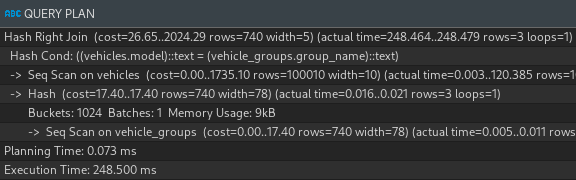 ABC QUERY PLAN
Hash Right Join (cost=26.65..2024.29 rows=740 width=5) (actual time=248.464..248.479 rows=3 loops=1)
Hash Cond: ((vehicles.model)::text = (vehicle_groups.group_name)::text)
-> Seq Scan on vehicles (cost=0.00..1735.10 rows=100010 width=10) (actual time=0.003..120.385 rows=1
-> Hash (cost=17.40..17.40 rows=740 width=78) (actual time=0.016..0.021 rows=3 loops=1)
Buckets: 1024 Batches: 1 Memory Usage: 9kB
-> Seq Scan on vehicle_groups (cost=0.00..17.40 rows=740 width=78) (actual time=0.005..0.011 rows
Planning Time: 0.073 ms
Execution Time: 248.500 ms